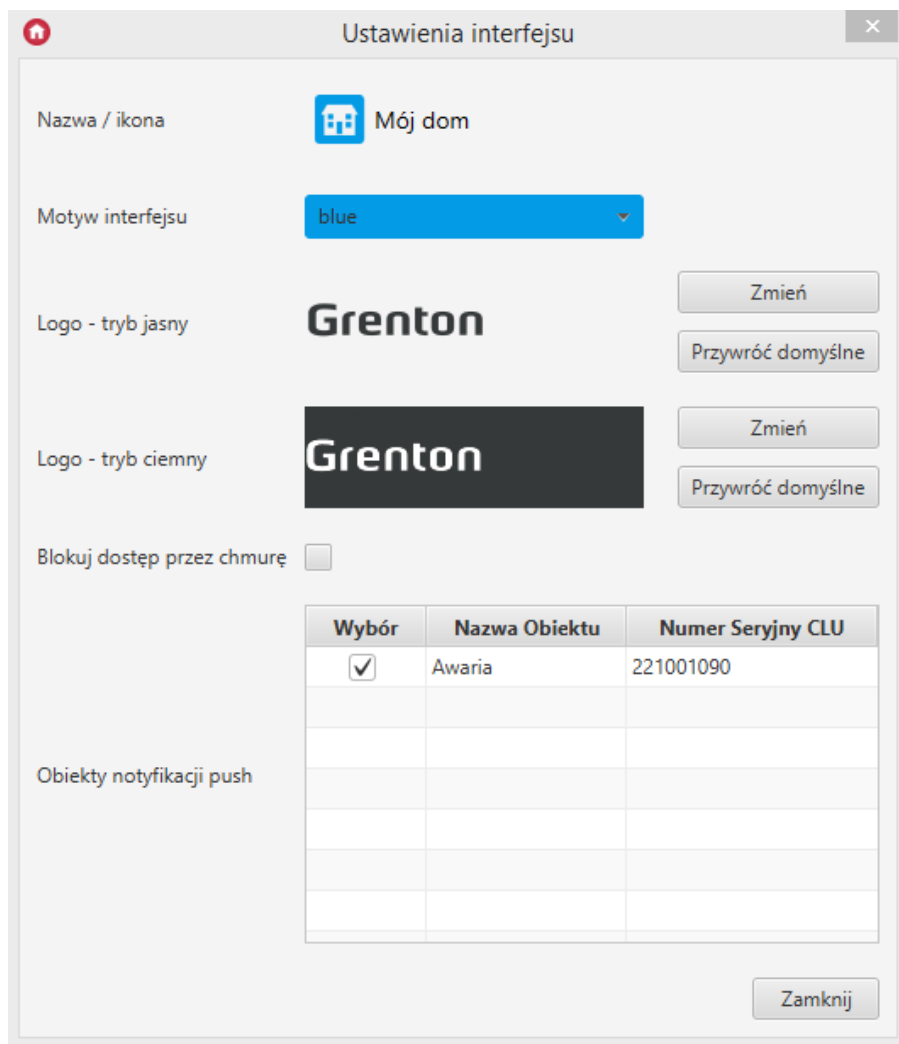 Ustawienia interfejsu
Nazwa / ikona
Mój dom
Motyw interfejsu
blue
Logo - tryb jasny
Grenton
Zmień
Przywróć domyślne
Logo - tryb ciemny
Grenton
Zmień
Przywróć domyślne
Blokuj dostęp przez chmurę
Obiekty notyfikacji push
Wybór Nazwa Obiektu Numer Seryjny CLU
Awaria 221001090
Zamknij